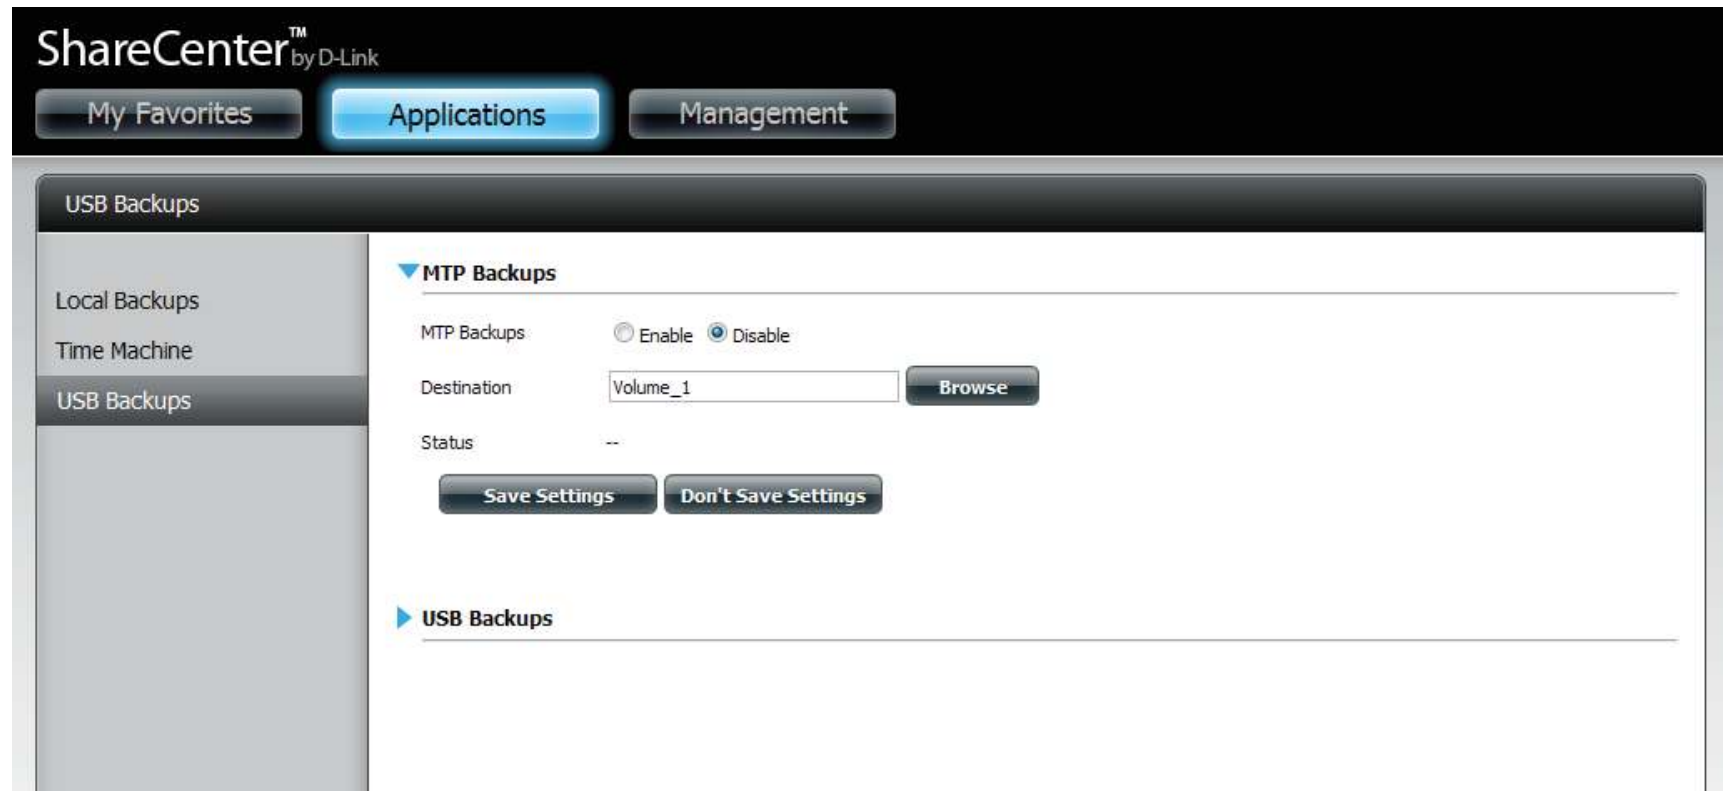 ShareCenter™ by D-Link
My Favorites Applications Management
USB Backups
Local Backups
Time Machine
USB Backups
MTP Backups
MTP Backups Enable Disable
Destination Volume_1 Browse
Status --
Save Settings Don't Save Settings
USB Backups